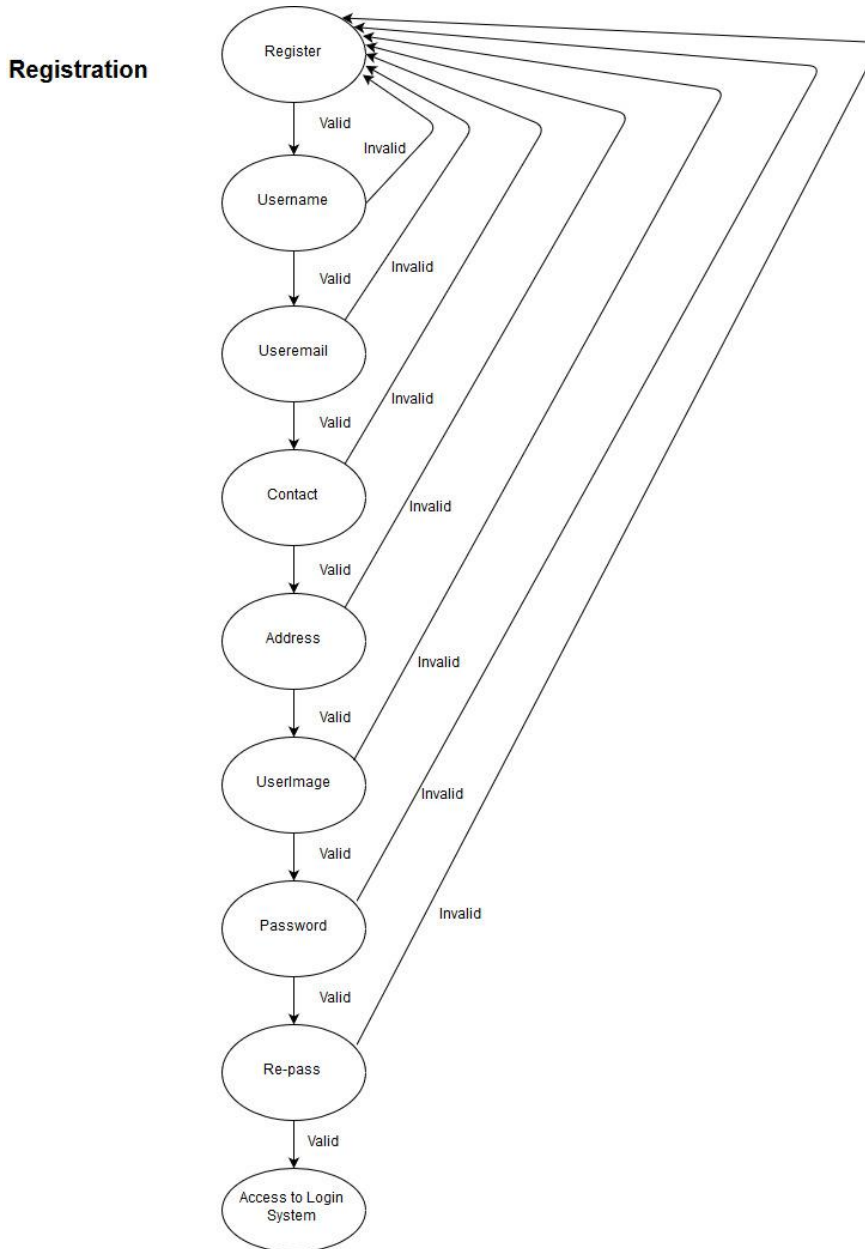 Register
Registration
Valid
Invalid
Username
Valid
Invalid
Useremail
Valid
Invalid
Contact
Invalid
Valid
Address
Invalid
Valid
UserImage
Invalid
Valid
Password
Invalid
Valid
Re-pass
Valid
Access to Login
System